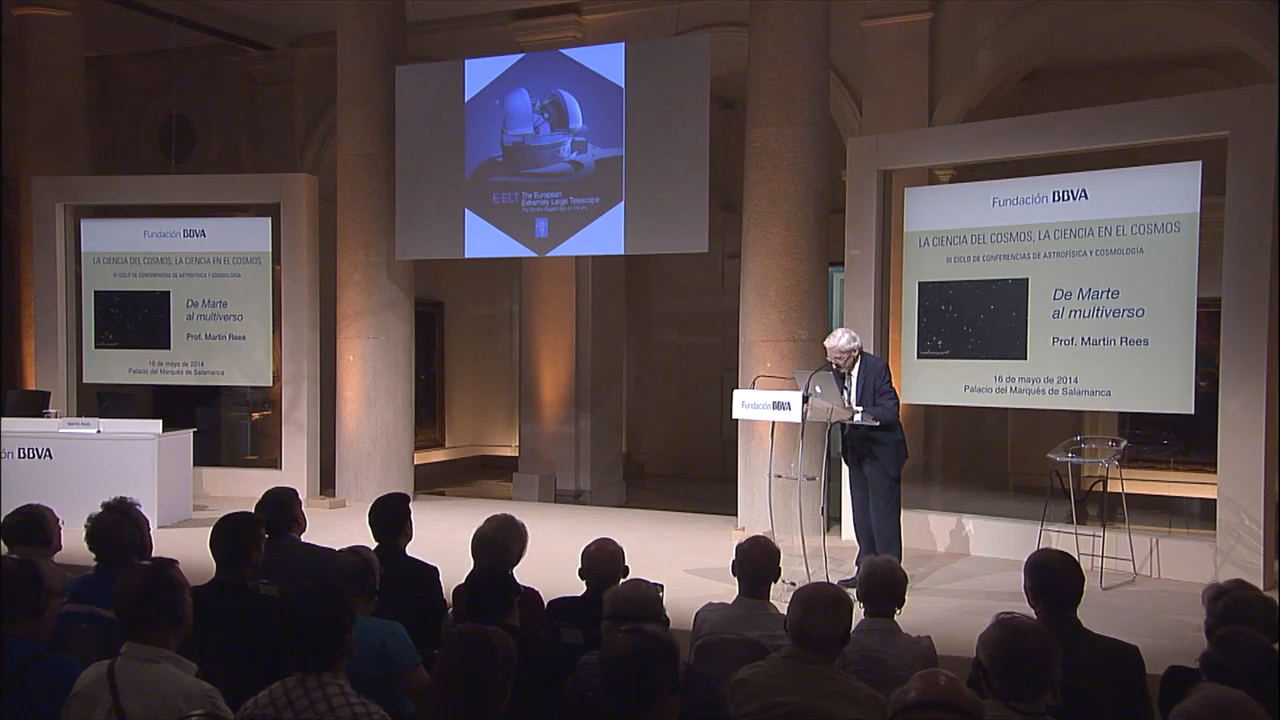 E-ELT The European
Extremely Large Telescope
Fundación BBVA
LA CIENCIA DEL COSMOS, LA CIENCIA EN EL COSMOS
III CICLO DE CONFERENCIAS DE ASTROFÍSICA Y COSMOLOGÍA
De Marte
al multiverso
Prof. Martin Rees
16 de mayo de 2014
Palacio del Marqués de Salamanca
Fundación BBVA
LA CIENCIA DEL COSMOS, LA CIENCIA EN EL COSMOS
III CICLO DE CONFERENCIAS DE ASTROFÍSICA Y COSMOLOGÍA
De Marte
al multiverso
Prof. Martin Rees
16 de mayo de 2014
Palacio del Marqués de Salamanca
Fundación BBVA
Martin Rees
ón BBVA